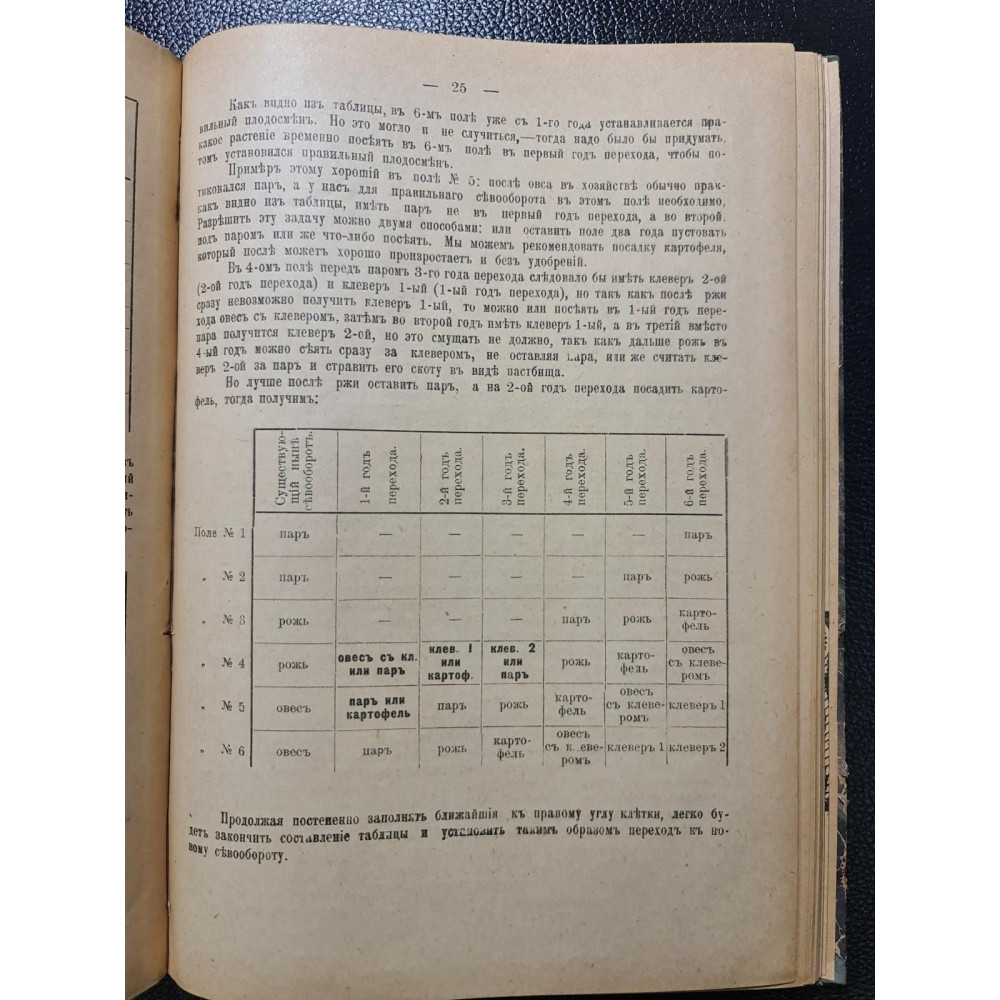 — 25 —
Какъ видно изъ таблицы, въ 6-мъ полѣ уже съ 1-го года устанавливается пра-
вильный плодосмѣн. Но это могло и не случиться,—тогда надо было бы придумать,
какое растеніе временно посѣять въ 6-мъ полѣ въ первый годъ перехода, чтобы по-
томъ установился правильный плодосмѣн.
Примѣръ этому хорошій въ полѣ № 5: послѣ овса въ хозяйствѣ обычно прак-
тиковался паръ, а у насъ для правильнаго сѣвооборота въ этомъ полѣ необходимо,
какъ видно изъ таблицы, имѣть паръ не въ первый годъ перехода, а во второй.
Разрѣшить эту задачу можно двумя способами: или оставить поле два года пустовать
подъ паромъ или же что-либо посѣять. Мы можемъ рекомендовать посадку картофеля,
который послѣ можетъ хорошо произростаетъ и безъ удобреній.
Въ 4-омъ полѣ передъ паромъ 3-го года перехода слѣдовало бы имѣть клеверъ 2-ой
(2-ой годъ перехода) и клеверъ 1-ый (1-ый годъ перехода), но такъ какъ послѣ ржи
сразу невозможно получить клеверъ 1-ый, то можно или посѣять въ 1-ый годъ пере-
хода овесъ съ клеверомъ, затѣмъ во второй годъ имѣть клеверъ 1-ый, а въ третій вмѣсто
пара получится клеверъ 2-ой, но это смущать не должно, такъ какъ дальше рожь въ
4-ый годъ можно сѣять сразу за клеверомъ, не оставляя пара, или же считать кле-
веръ 2-ой за паръ и стравить его скоту въ видѣ пастбища.
Но лучше послѣ ржи оставить паръ, а на 2-ой годъ перехода посадить карто-
фель, тогда получимъ:
Существую-
щій нынѣ
сѣвооборотъ.
1-й годъ
перехода.
2-й годъ
перехода.
3-й годъ
перехода.
4-й годъ
перехода.
5-й годъ
перехода.
6-й годъ
перехода.
Поле № 1 паръ — — — — — паръ
„ № 2 паръ — — — — паръ рожь
„ № 3 рожь — — — паръ рожь карто-
фель
„ № 4 рожь овесъ съ кл.
или паръ клев. 1
или
картоф. клев. 2
или
паръ рожь карто-
фель овесъ
съ клеве-
ромъ
„ № 5 овесъ паръ или
картофель паръ рожь карто-
фель овесъ
съ клеве-
ромъ клеверъ 1
„ № 6 овесъ паръ рожь карто-
фель овесъ
съ клеве-
ромъ клеверъ 1 клеверъ 2
Продолжая постепенно заполнять ближайшія къ правому углу клѣтки, легко бу-
детъ закончить составленіе таблицы и установить такимъ образомъ переходъ къ но-
вому сѣвообороту.